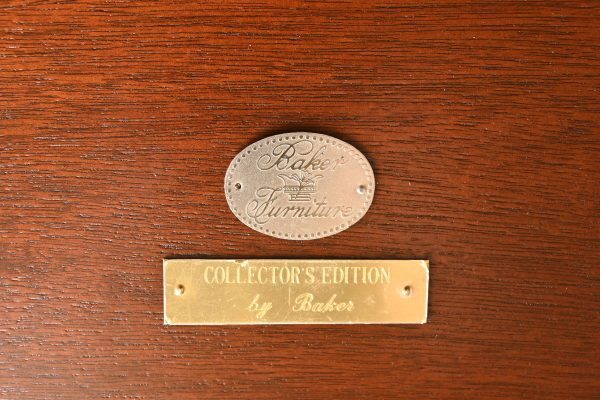 Baker
Furniture
COLLECTOR'S EDITION
by Baker